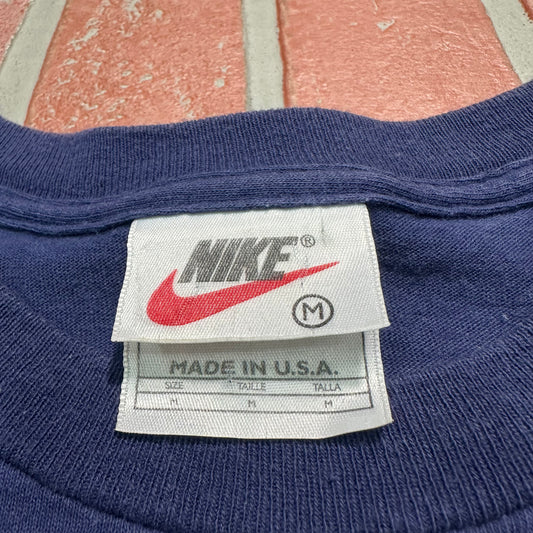 NIKE®
M
MADE IN U.S.A.
SIZE TAILLE TALLA
M M M